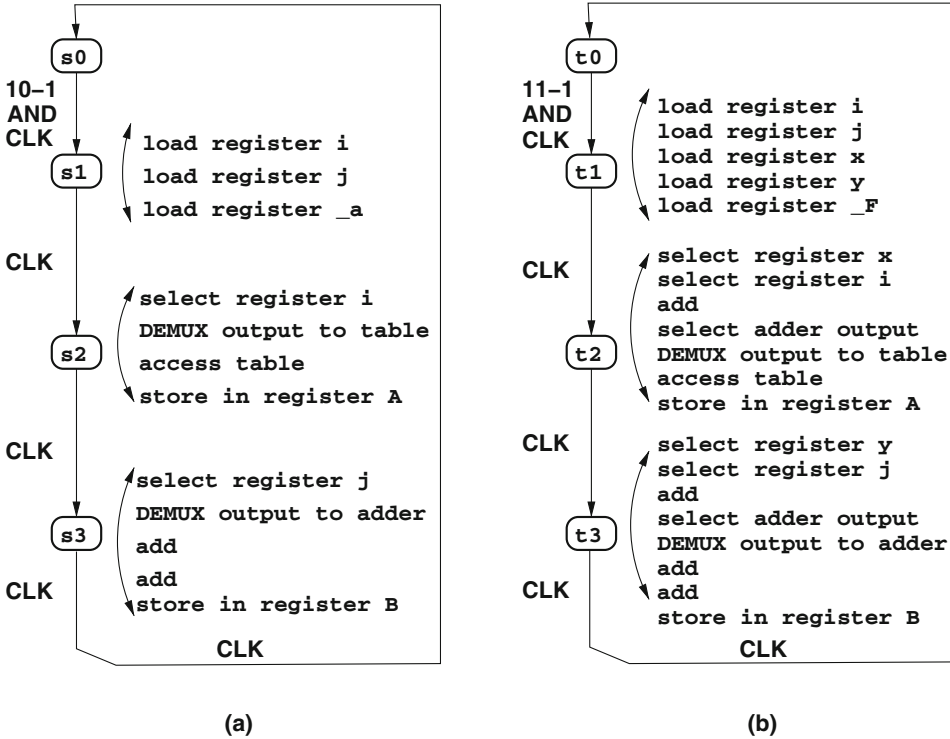 s0
10–1
AND
CLK
s1
load register i
load register j
load register _a
CLK
s2
select register i
DEMUX output to table
access table
store in register A
CLK
s3
select register j
DEMUX output to adder
add
add
store in register B
CLK
CLK
(a)
t0
11–1
AND
CLK
t1
load register i
load register j
load register x
load register y
load register _F
CLK
t2
select register x
select register i
add
select adder output
DEMUX output to table
access table
store in register A
CLK
t3
select register y
select register j
add
select adder output
DEMUX output to adder
add
add
store in register B
CLK
CLK
(b)